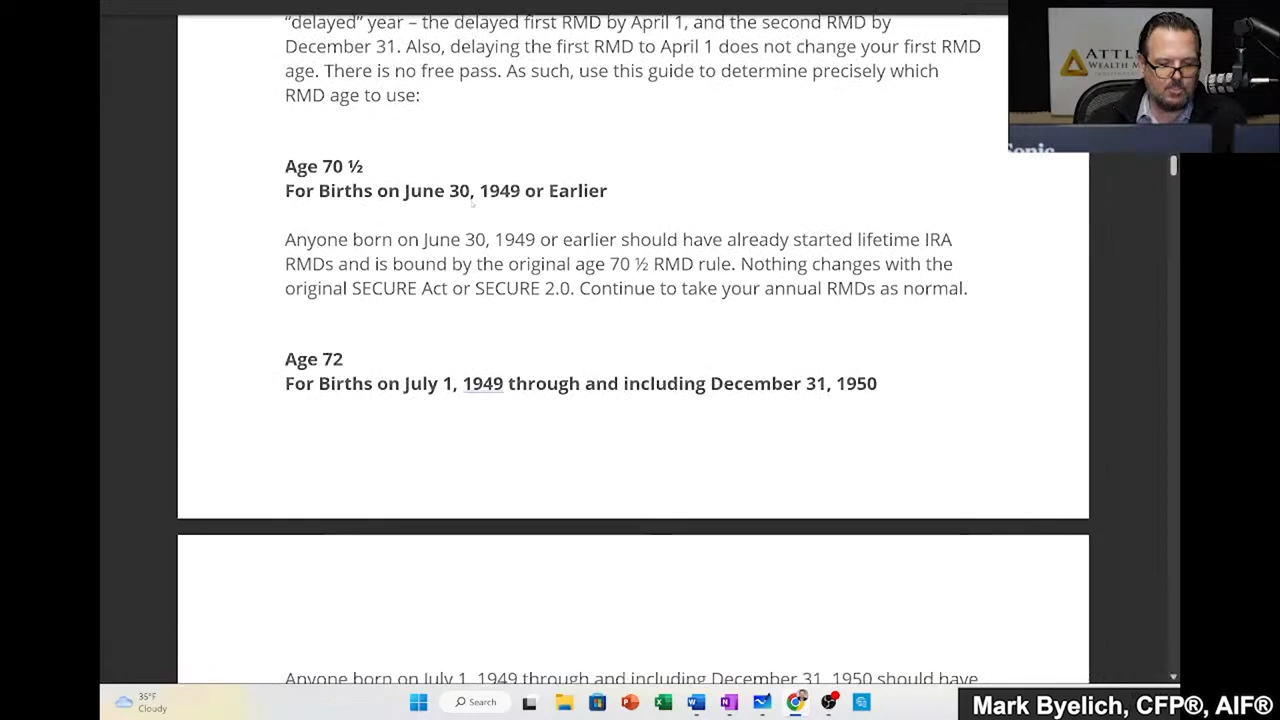 “delayed” year – the delayed first RMD by April 1, and the second RMD by
December 31. Also, delaying the first RMD to April 1 does not change your first RMD
age. There is no free pass. As such, use this guide to determine precisely which
RMD age to use:
Age 70 ½
For Births on June 30, 1949 or Earlier
Anyone born on June 30, 1949 or earlier should have already started lifetime IRA
RMDs and is bound by the original age 70 ½ RMD rule. Nothing changes with the
original SECURE Act or SECURE 2.0. Continue to take your annual RMDs as normal.
Age 72
For Births on July 1, 1949 through and including December 31, 1950
Anyone born on July 1, 1949 through and including December 31, 1950 should have
ATTL
WEALTH M
35°F
Cloudy
Search
Mark Byelich, CFP®, AIF®